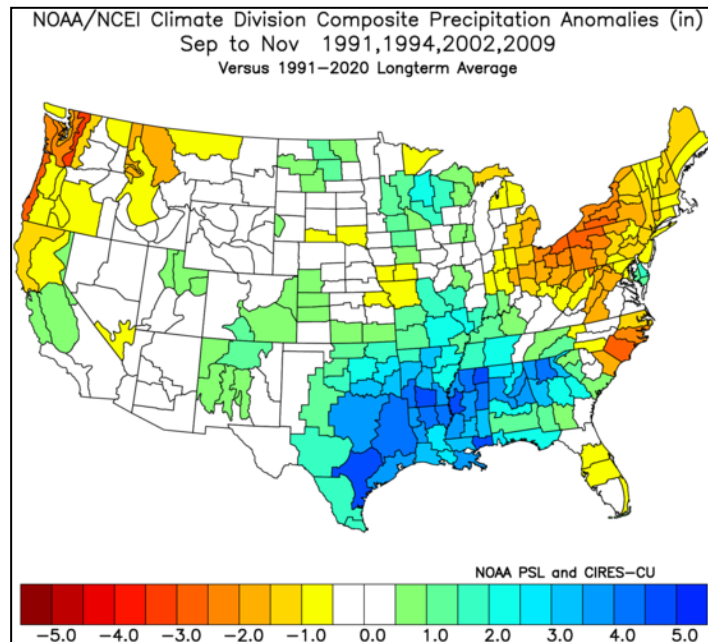 NOAA/NCEI Climate Division Composite Precipitation Anomalies (in)
Sep to Nov 1991,1994,2002,2009
Versus 1991-2020 Longterm Average
NOAA PSL and CIRES-CU
-5.0 -4.0 -3.0 -2.0 -1.0 0.0 1.0 2.0 3.0 4.0 5.0